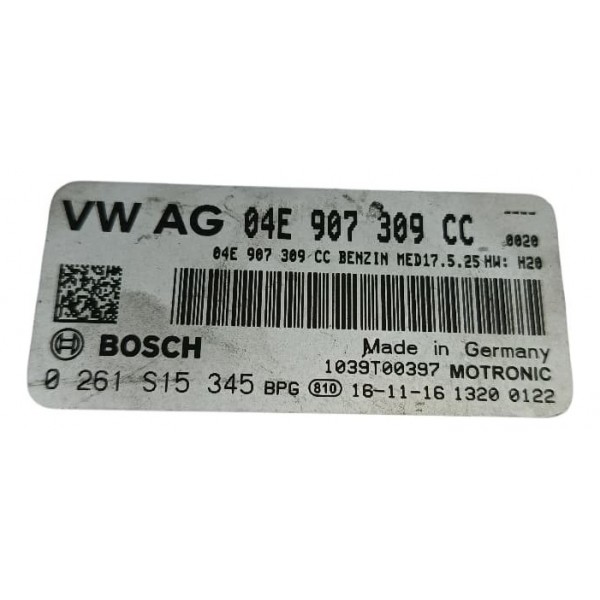 VW AG 04E 907 309 CC ----
0020
04E 907 309 CC BENZIN MED17.5.25 HW: H20
BOSCH
Made in Germany
1039T00397 MOTRONIC
0 261 S15 345 BPG 810 16-11-16 1320 0122